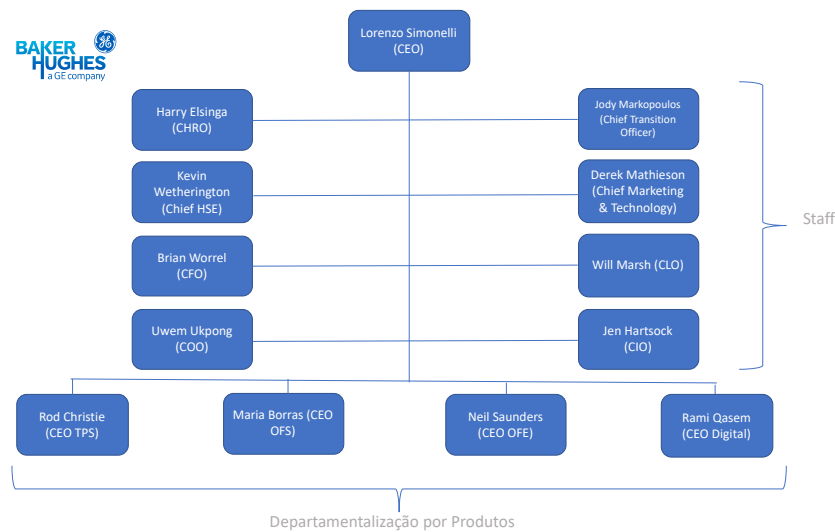 Lorenzo Simonelli
(CEO)
BAKER
HUGHES
a GE company
Harry Elsinga
(CHRO)
Jody Markopoulos
(Chief Transition
Officer)
Kevin
Wetherington
(Chief HSE)
Derek Mathieson
(Chief Marketing
& Technology)
Staff
Brian Worrel
(CFO)
Will Marsh (CLO)
Uwem Ukpong
(COO)
Jen Hartsock
(CIO)
Rod Christie
(CEO TPS)
Maria Borras (CEO
OFS)
Neil Saunders
(CEO OFE)
Rami Qasem
(CEO Digital)
Departamentalização por Produtos